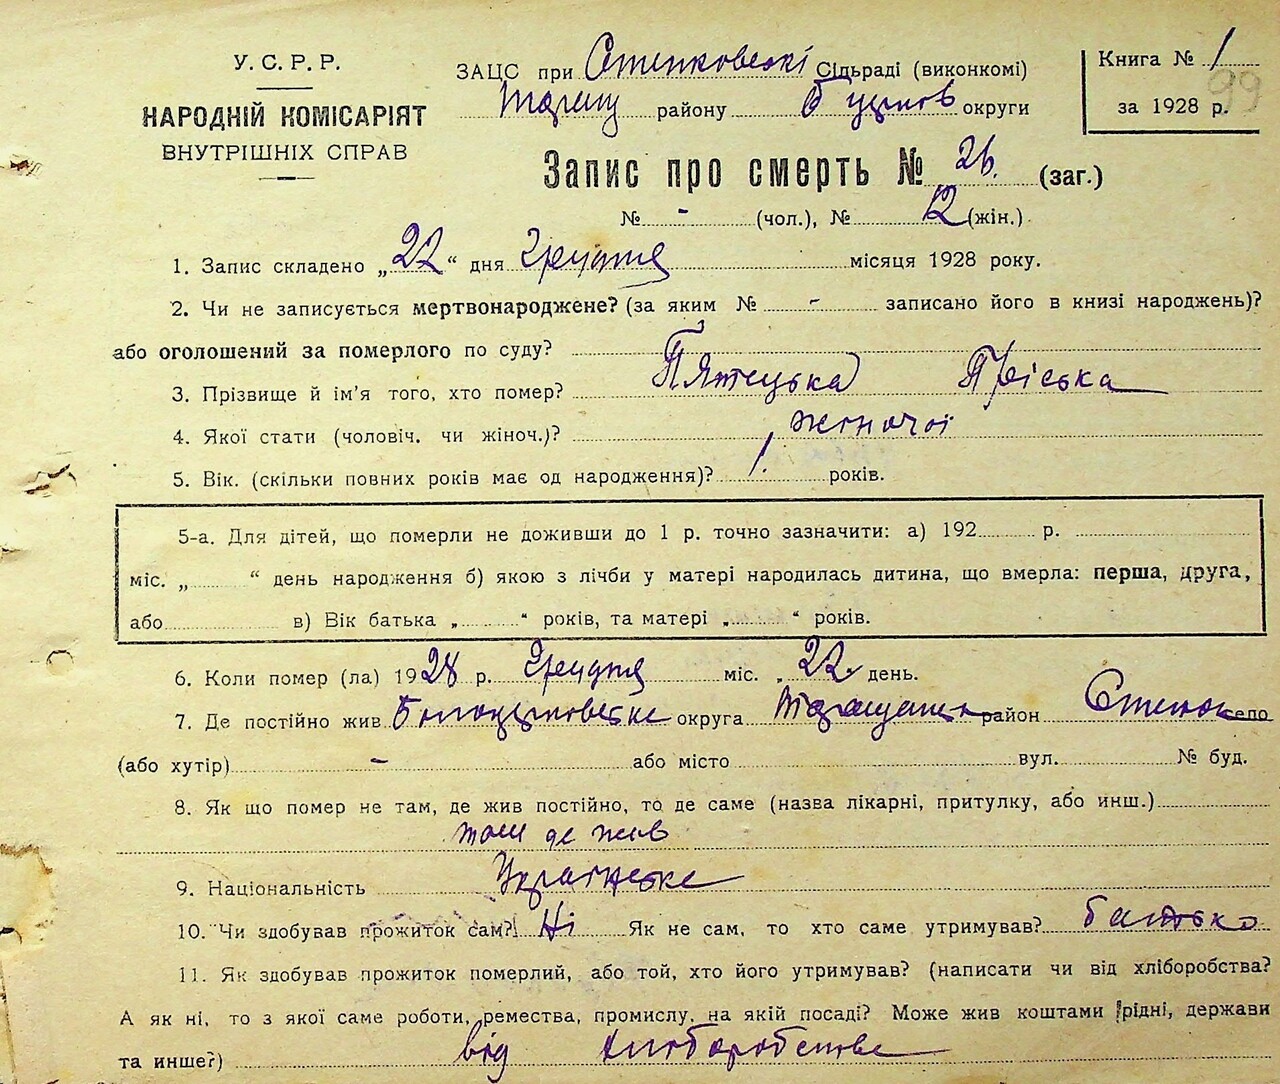 У. С. Р. Р.
НАРОДНІЙ КОМІСАРІЯТ
ВНУТРІШНІХ СПРАВ
ЗАЦС при Степковські Сільраді (виконкомі)
району округи
Книга № 1
за 1928 р.
99
Запис про смерть № 26. (заг.)
№ - (чол.), № 12 (жін.)
1. Запис складено „22“ дня Грудня місяця 1928 року.
2. Чи не записується мертвонароджене? (за яким № - записано його в книзі народжень)?
або оголошений за померлого по суду?
3. Прізвище й ім'я того, хто помер? Пятецька Пріська
4. Якої стати (чоловіч. чи жіноч.)? жіночої
5. Вік. (скільки повних років має од народження)? 1. років.
5-а. Для дітей, що померли не доживши до 1 р. точно зазначити: а) 192 р.
міс. „ “ день народження б) якою з лічби у матері народилась дитина, що вмерла: перша, друга,
або в) Вік батька „ “ років, та матері „ “ років.
6. Коли помер (ла) 1928 р. Грудня міс. „22. день.
7. Де постійно жив округа район село
(або хутір) - або місто вул. № буд.
8. Як що помер не там, де жив постійно, то де саме (назва лікарні, притулку, або инш.)
там де жив
9. Національність Українське
10. Чи здобував прожиток сам? Ні Як не сам, то хто саме утримував? батько
11. Як здобував прожиток померлий, або той, хто його утримував? (написати чи від хліборобства?
А як ні, то з якої саме роботи, ремества, промислу, на якій посаді? Може жив коштами рідні, держави
та инше?) від